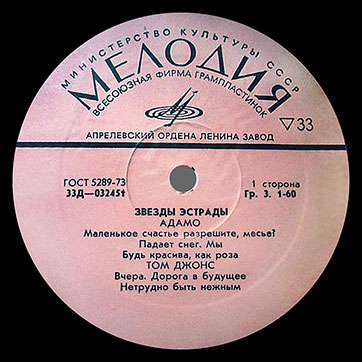 МИНИСТЕРСТВО КУЛЬТУРЫ СССР
МЕЛОДИЯ
ВСЕСОЮЗНАЯ ФИРМА ГРАМПЛАСТИНОК
▽33
АПРЕЛЕВСКИЙ ОРДЕНА ЛЕНИНА ЗАВОД
ГОСТ 5289-73
1 сторона
33Д—032451
Гр. 3. 1-60
ЗВЕЗДЫ ЭСТРАДЫ
АДАМО
Маленькое счастье разрешите, месье?
Падает снег. Мы
Будь красива, как роза
ТОМ ДЖОНС
Вчера. Дорога в будущее
Нетрудно быть нежным